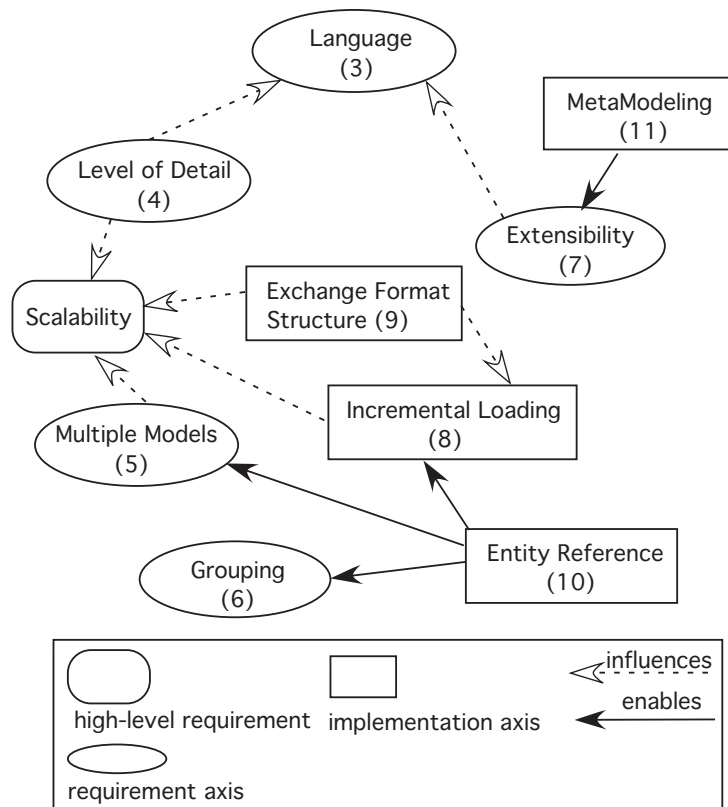 Language
(3)
MetaModeling
(11)
Level of Detail
(4)
Extensibility
(7)
Scalability
Exchange Format
Structure (9)
Incremental Loading
(8)
Multiple Models
(5)
Entity Reference
(10)
Grouping
(6)
high-level requirement
implementation axis
influences
enables
requirement axis